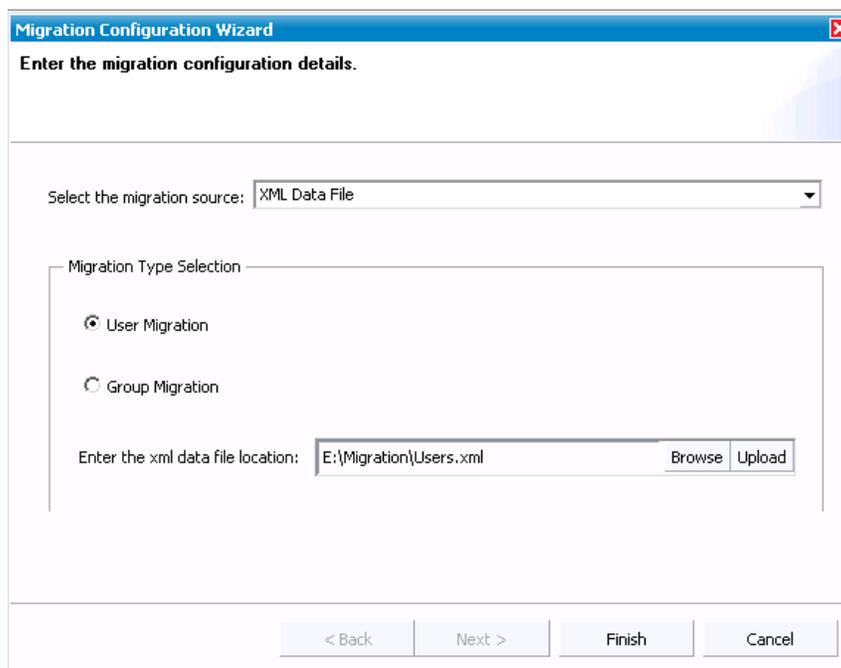 Migration Configuration Wizard
Enter the migration configuration details.
Select the migration source: XML Data File
Migration Type Selection
User Migration
Group Migration
Enter the xml data file location: E:\Migration\Users.xml Browse Upload
< Back Next > Finish Cancel